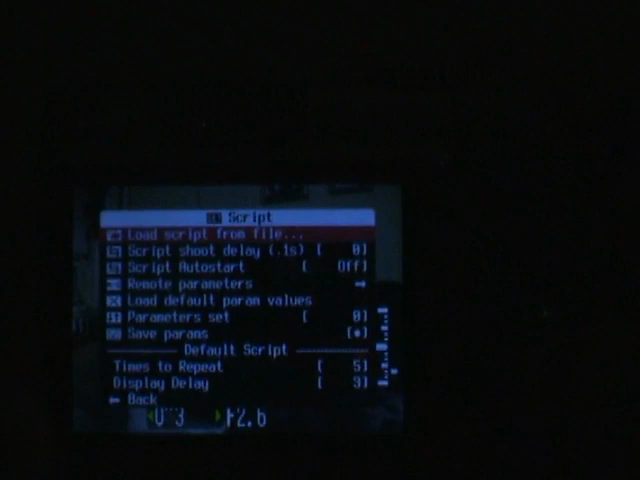 Script
Load script from file...
Script shoot delay (.1s) [ 0]
Script Autostart [ Off]
Remote parameters →
Load default param values
Parameters set [ 0]
Save params [•]
Default Script
Times to Repeat [ 5]
Display Delay [ 3]
← Back
F2.6